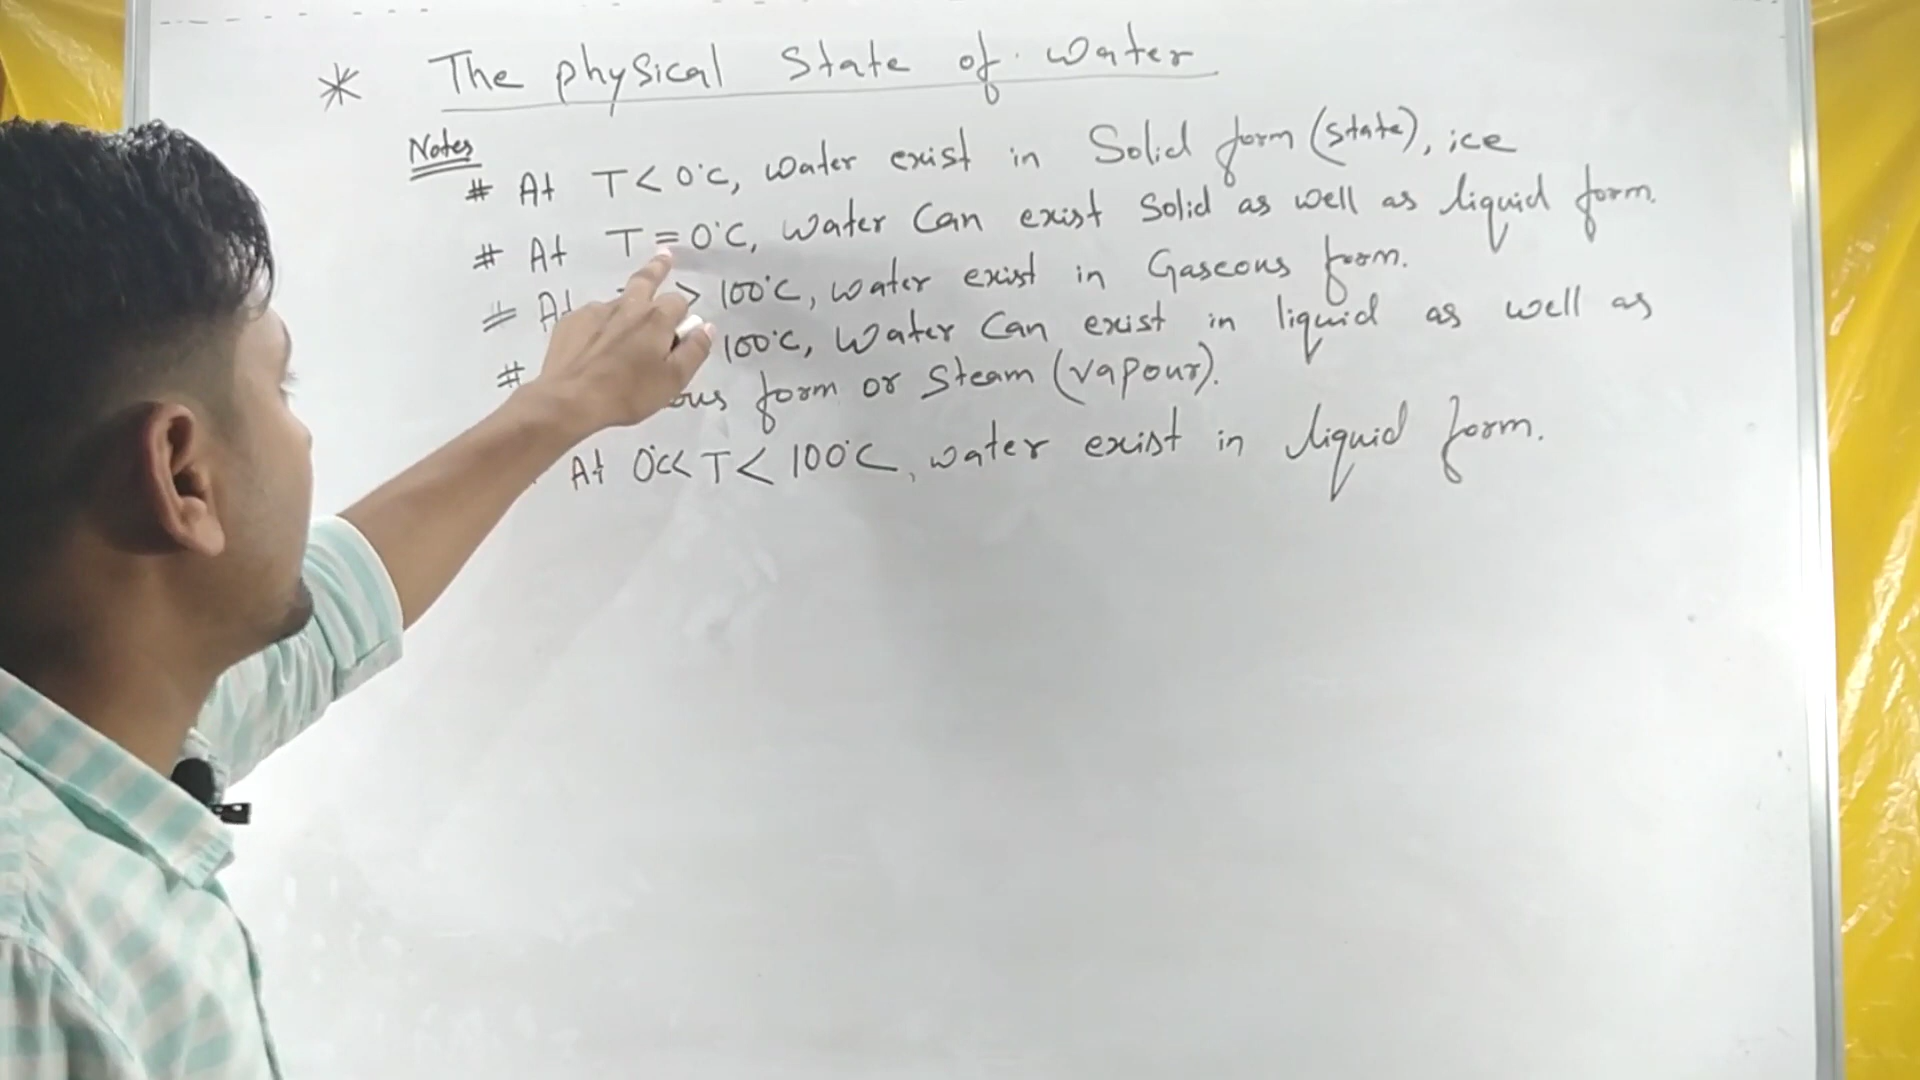 * The physical State of water
Notes
# At T < 0°C, water exist in Solid form (state), ice
# At T = 0°C, water Can exist Solid as well as liquid form.
# At > 100°C, water exist in Gaseous form.
# 100°C, Water Can exist in liquid as well as
ous form or Steam (vapour).
At 0°C < T < 100°C, water exist in liquid form.